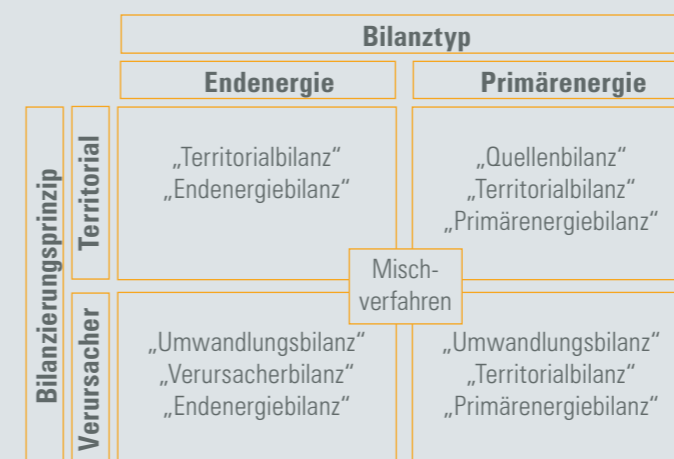 Bilanztyp
Endenergie
Primärenergie
Bilanzierungsprinzip
Territorial
„Territorialbilanz“
„Endenergiebilanz“
„Quellenbilanz“
„Territorialbilanz“
„Primärenergiebilanz“
Misch-
verfahren
Verursacher
„Umwandlungsbilanz“
„Verursacherbilanz“
„Endenergiebilanz“
„Umwandlungsbilanz“
„Territorialbilanz“
„Primärenergiebilanz“